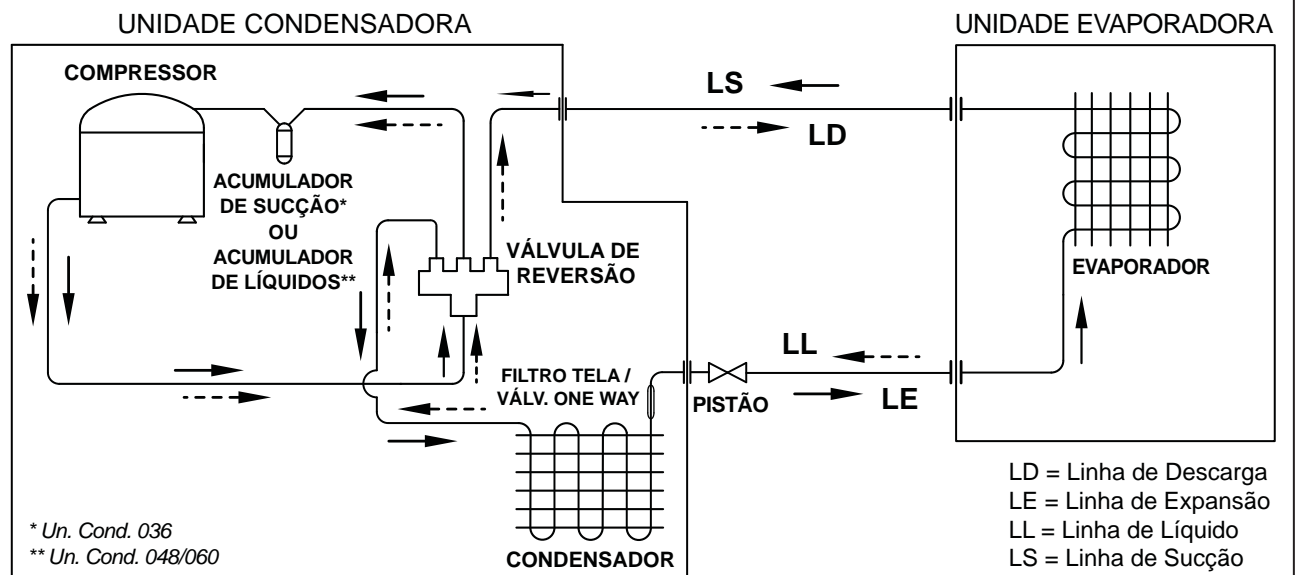 UNIDADE CONDENSADORA
UNIDADE EVAPORADORA
COMPRESSOR
LS
LD
ACUMULADOR
DE SUCÇÃO*
OU
ACUMULADOR
DE LÍQUIDOS**
VÁLVULA DE
REVERSÃO
EVAPORADOR
LL
FILTRO TELA /
VÁLV. ONE WAY
PISTÃO
LE
CONDENSADOR
* Un. Cond. 036
** Un. Cond. 048/060
LD = Linha de Descarga
LE = Linha de Expansão
LL = Linha de Líquido
LS = Linha de Sucção